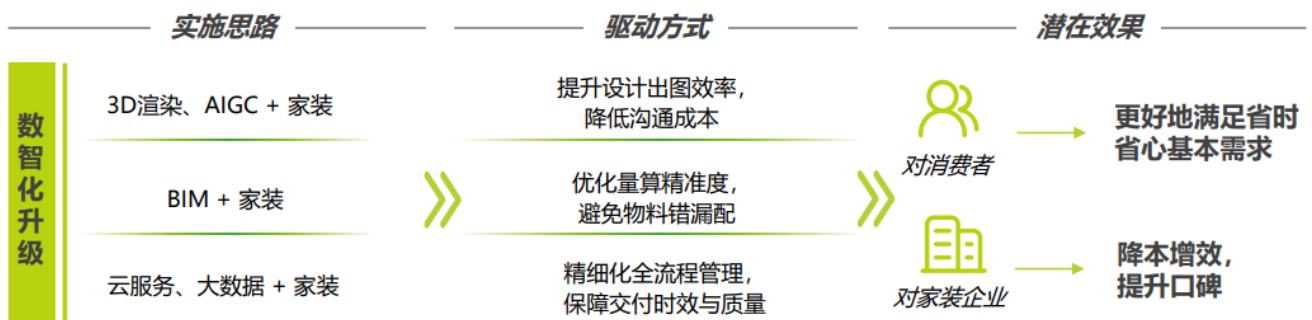 实施思路
驱动方式
潜在效果
数智化升级
3D渲染、AIGC + 家装
提升设计出图效率，
降低沟通成本
BIM + 家装
优化量算精准度，
避免物料错漏配
云服务、大数据 + 家装
精细化全流程管理，
保障交付时效与质量
对消费者
更好地满足省时
省心基本需求
对家装企业
降本增效，
提升口碑